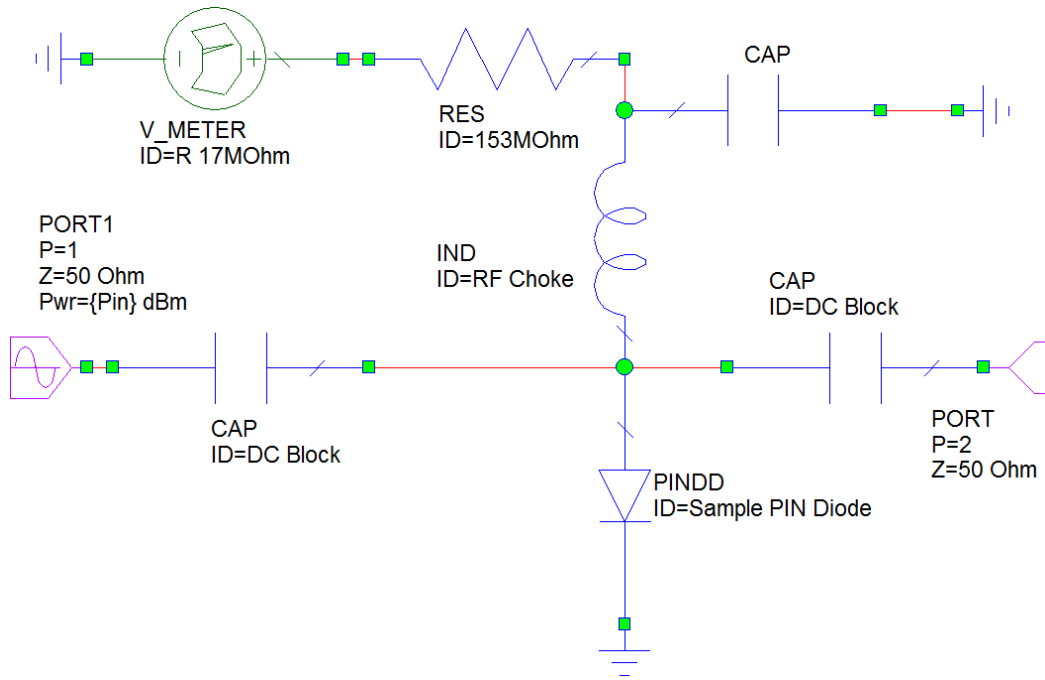 CAP
RES
ID=153MOhm
V_METER
ID=R 17MOhm
PORT1
P=1
Z=50 Ohm
Pwr={Pin} dBm
IND
ID=RF Choke
CAP
ID=DC Block
CAP
ID=DC Block
PORT
P=2
Z=50 Ohm
PINDD
ID=Sample PIN Diode